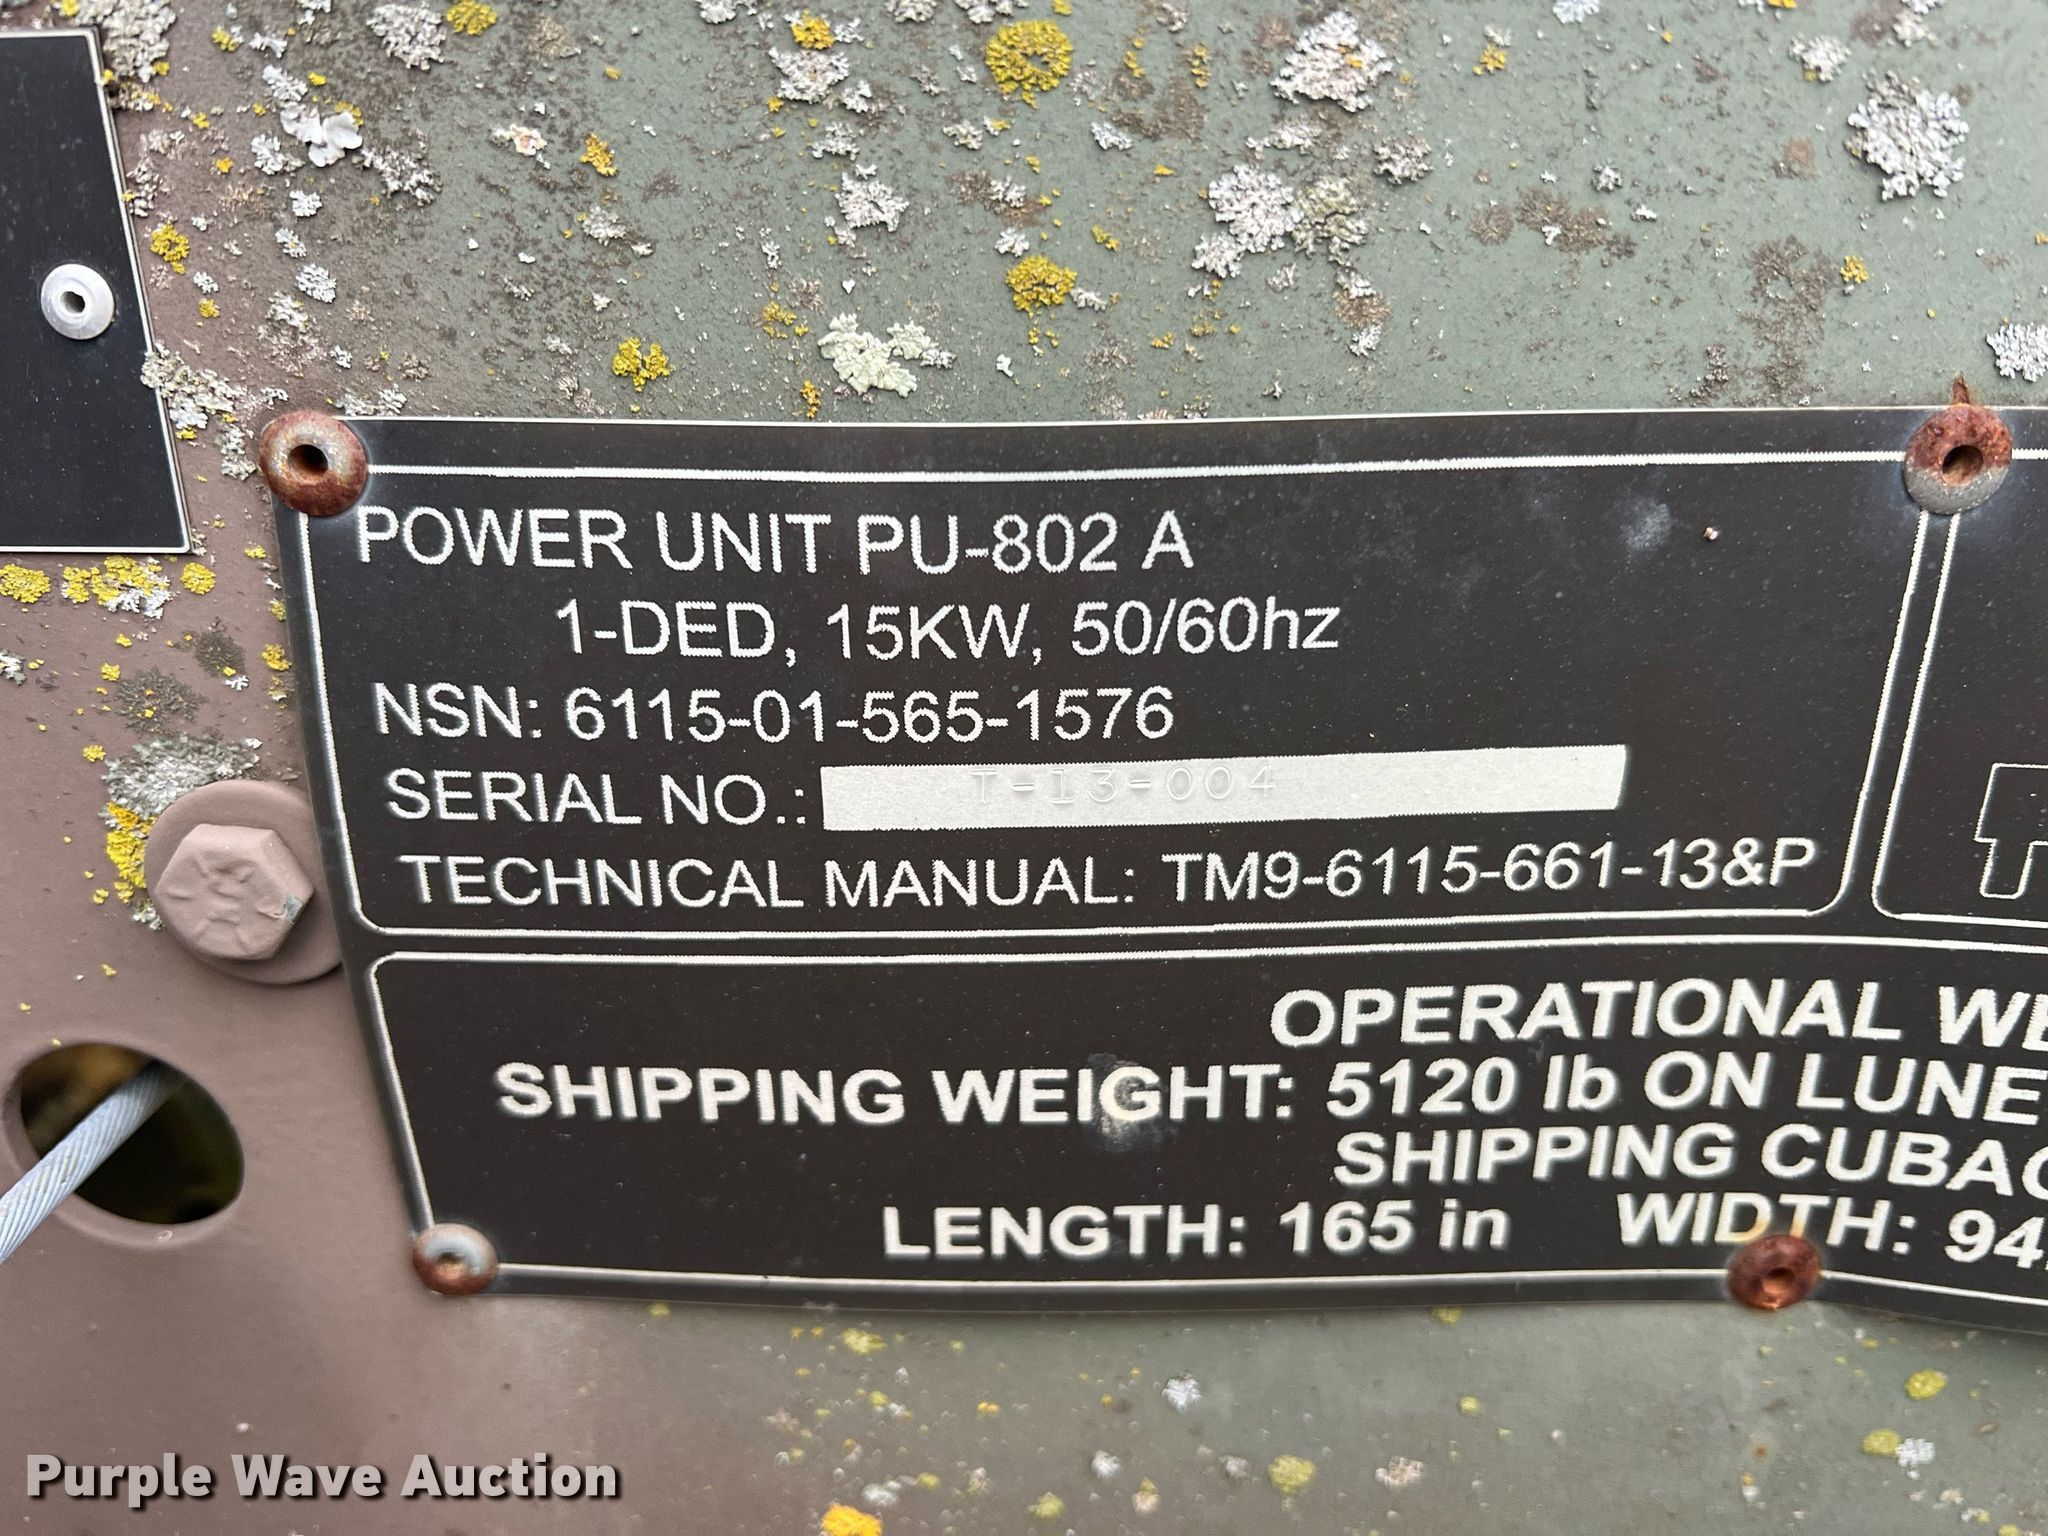 POWER UNIT PU-802 A
1-DED, 15KW, 50/60hz
NSN: 6115-01-565-1576
SERIAL NO.: T-13-004
TECHNICAL MANUAL: TM9-6115-661-13&P
OPERATIONAL
SHIPPING WEIGHT: 5120 lb ON LUNE
SHIPPING
LENGTH: 165 in WIDTH: 94
Purple Wave Auction